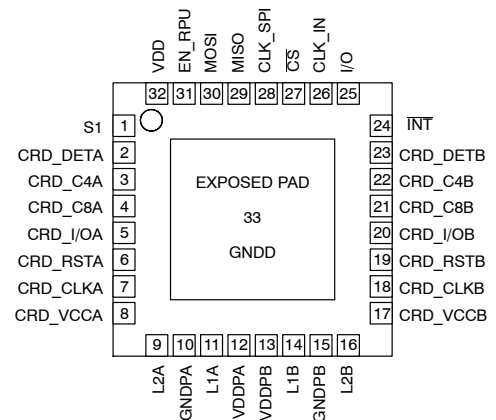 VDD
EN_RPU
MOSI
MISO
CLK_SPI
CS
CLK_IN
I/O
32 31 30 29 28 27 26 25
S1 1
CRD_DETA 2
CRD_C4A 3
CRD_C8A 4
CRD_I/OA 5
CRD_RSTA 6
CRD_CLKA 7
CRD_VCCA 8
EXPOSED PAD
33
GNDD
24 INT
23 CRD_DETB
22 CRD_C4B
21 CRD_C8B
20 CRD_I/OB
19 CRD_RSTB
18 CRD_CLKB
17 CRD_VCCB
9 10 11 12 13 14 15 16
L2A
GNDPA
L1A
VDDPA
VDDPB
L1B
GNDPB
L2B